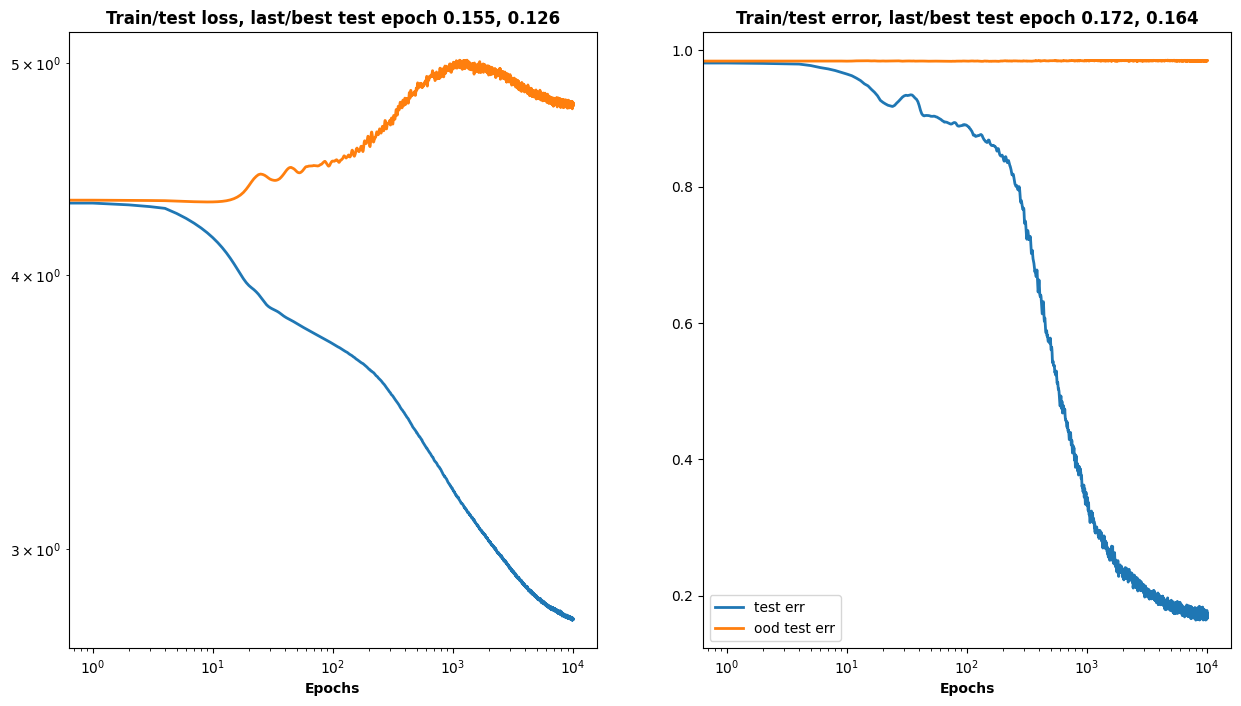 Train/test loss, last/best test epoch 0.155, 0.126
5 × 10⁰
4 × 10⁰
3 × 10⁰
10⁰ 10¹ 10² 10³ 10⁴
Epochs
Train/test error, last/best test epoch 0.172, 0.164
1.0
0.8
0.6
0.4
0.2
test err
ood test err
10⁰ 10¹ 10² 10³ 10⁴
Epochs